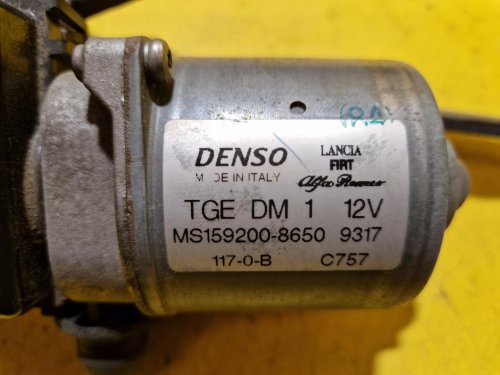 DENSO
MADE IN ITALY
LANCIA
FIAT
Alfa Romeo
TGE DM 1 12V
MS159200-8650 9317
117-0-B C757